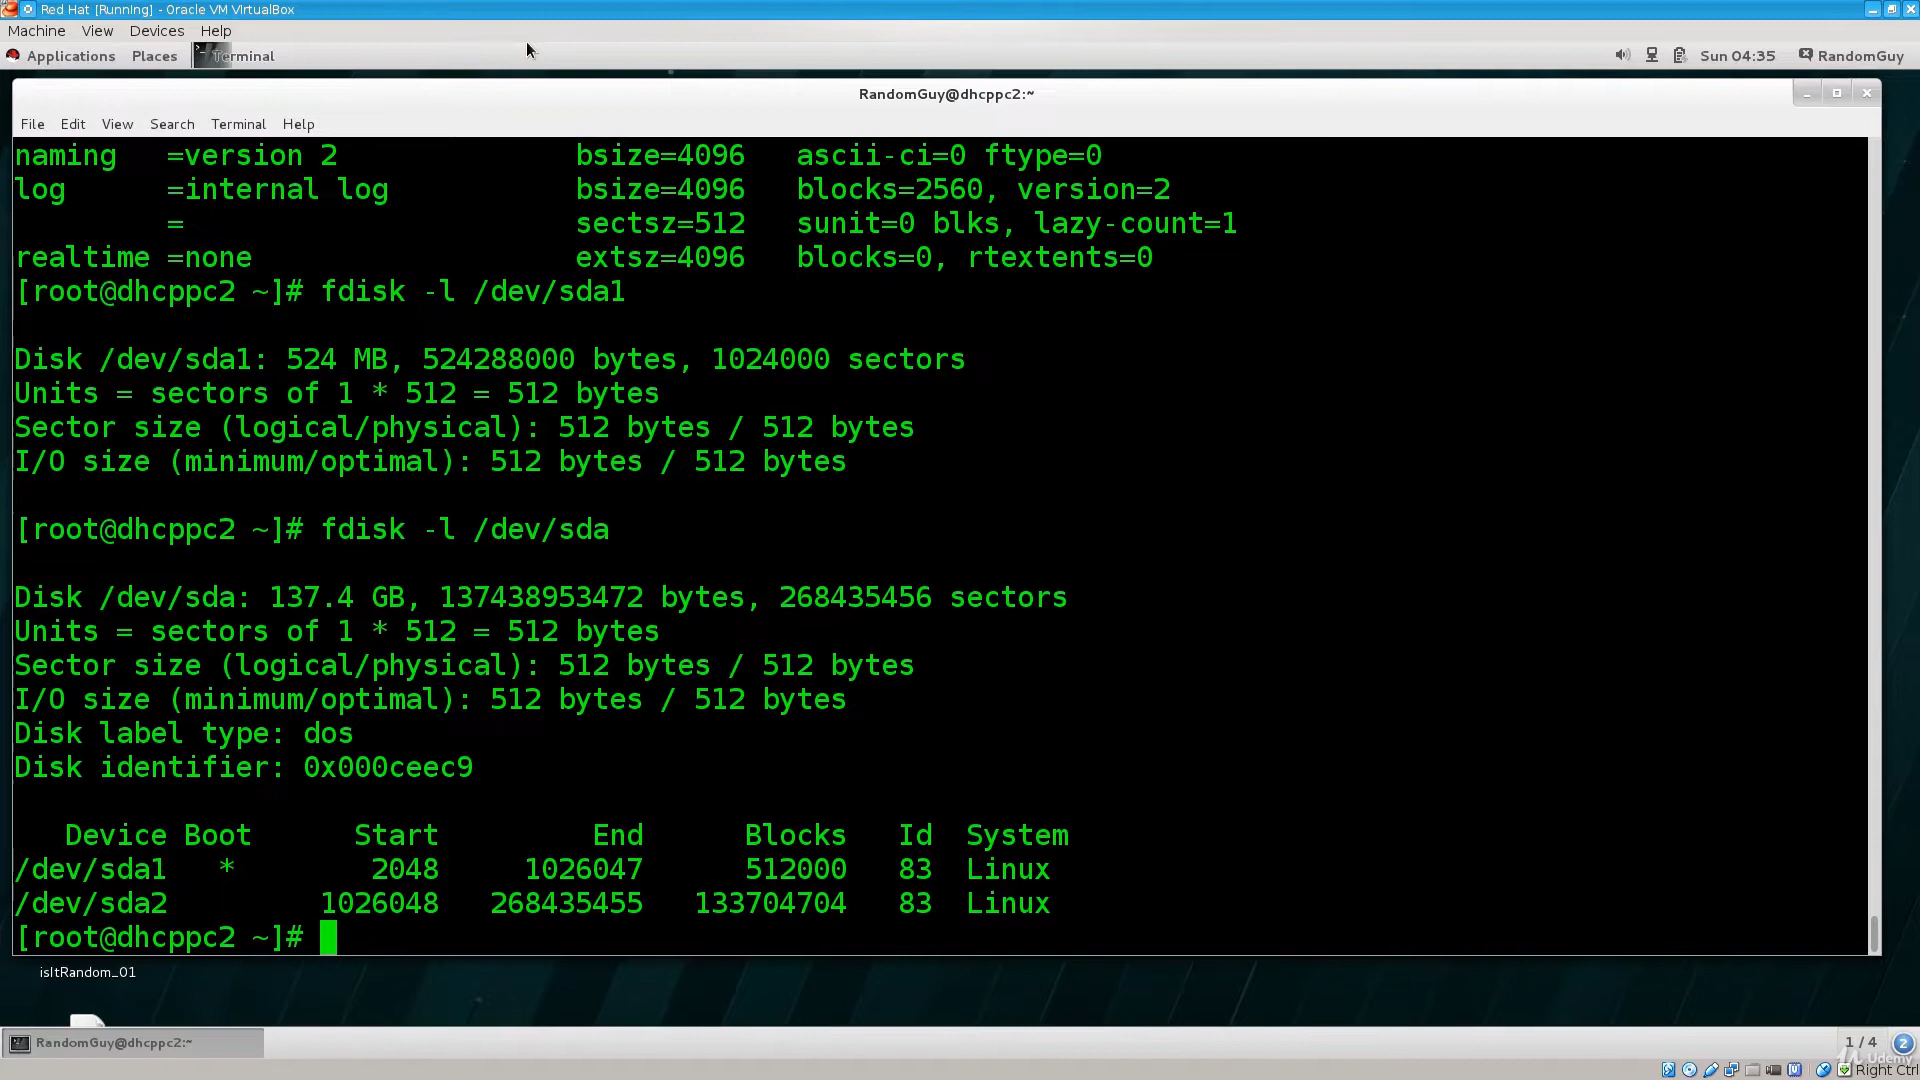 Red Hat [Running] - Oracle VM VirtualBox
Machine View Devices Help
Applications Places Terminal Sun 04:35 RandomGuy
RandomGuy@dhcppc2:~
File Edit View Search Terminal Help
naming =version 2 bsize=4096 ascii-ci=0 ftype=0
log =internal log bsize=4096 blocks=2560, version=2
= sectsz=512 sunit=0 blks, lazy-count=1
realtime =none extsz=4096 blocks=0, rtextents=0
[root@dhcppc2 ~]# fdisk -l /dev/sda1
Disk /dev/sda1: 524 MB, 524288000 bytes, 1024000 sectors
Units = sectors of 1 * 512 = 512 bytes
Sector size (logical/physical): 512 bytes / 512 bytes
I/O size (minimum/optimal): 512 bytes / 512 bytes
[root@dhcppc2 ~]# fdisk -l /dev/sda
Disk /dev/sda: 137.4 GB, 137438953472 bytes, 268435456 sectors
Units = sectors of 1 * 512 = 512 bytes
Sector size (logical/physical): 512 bytes / 512 bytes
I/O size (minimum/optimal): 512 bytes / 512 bytes
Disk label type: dos
Disk identifier: 0x000ceec9
Device Boot Start End Blocks Id System
/dev/sda1 * 2048 1026047 512000 83 Linux
/dev/sda2 1026048 268435455 133704704 83 Linux
[root@dhcppc2 ~]#
isItRandom_01
RandomGuy@dhcppc2:~ 1 / 4 2
Udemy
Right Ctrl